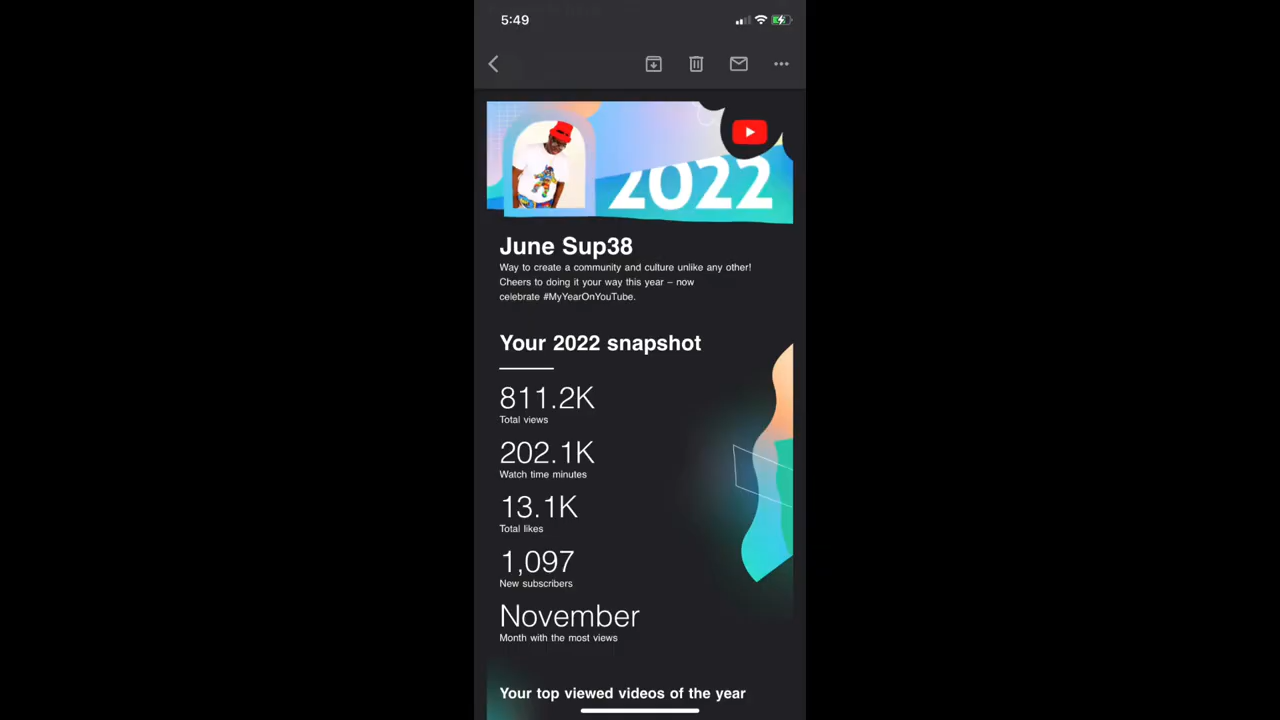 5:49
2022
June Sup38
Way to create a community and culture unlike any other!
Cheers to doing it your way this year – now
celebrate #MyYearOnYouTube.
Your 2022 snapshot
811.2K
Total views
202.1K
Watch time minutes
13.1K
Total likes
1,097
New subscribers
November
Month with the most views
Your top viewed videos of the year